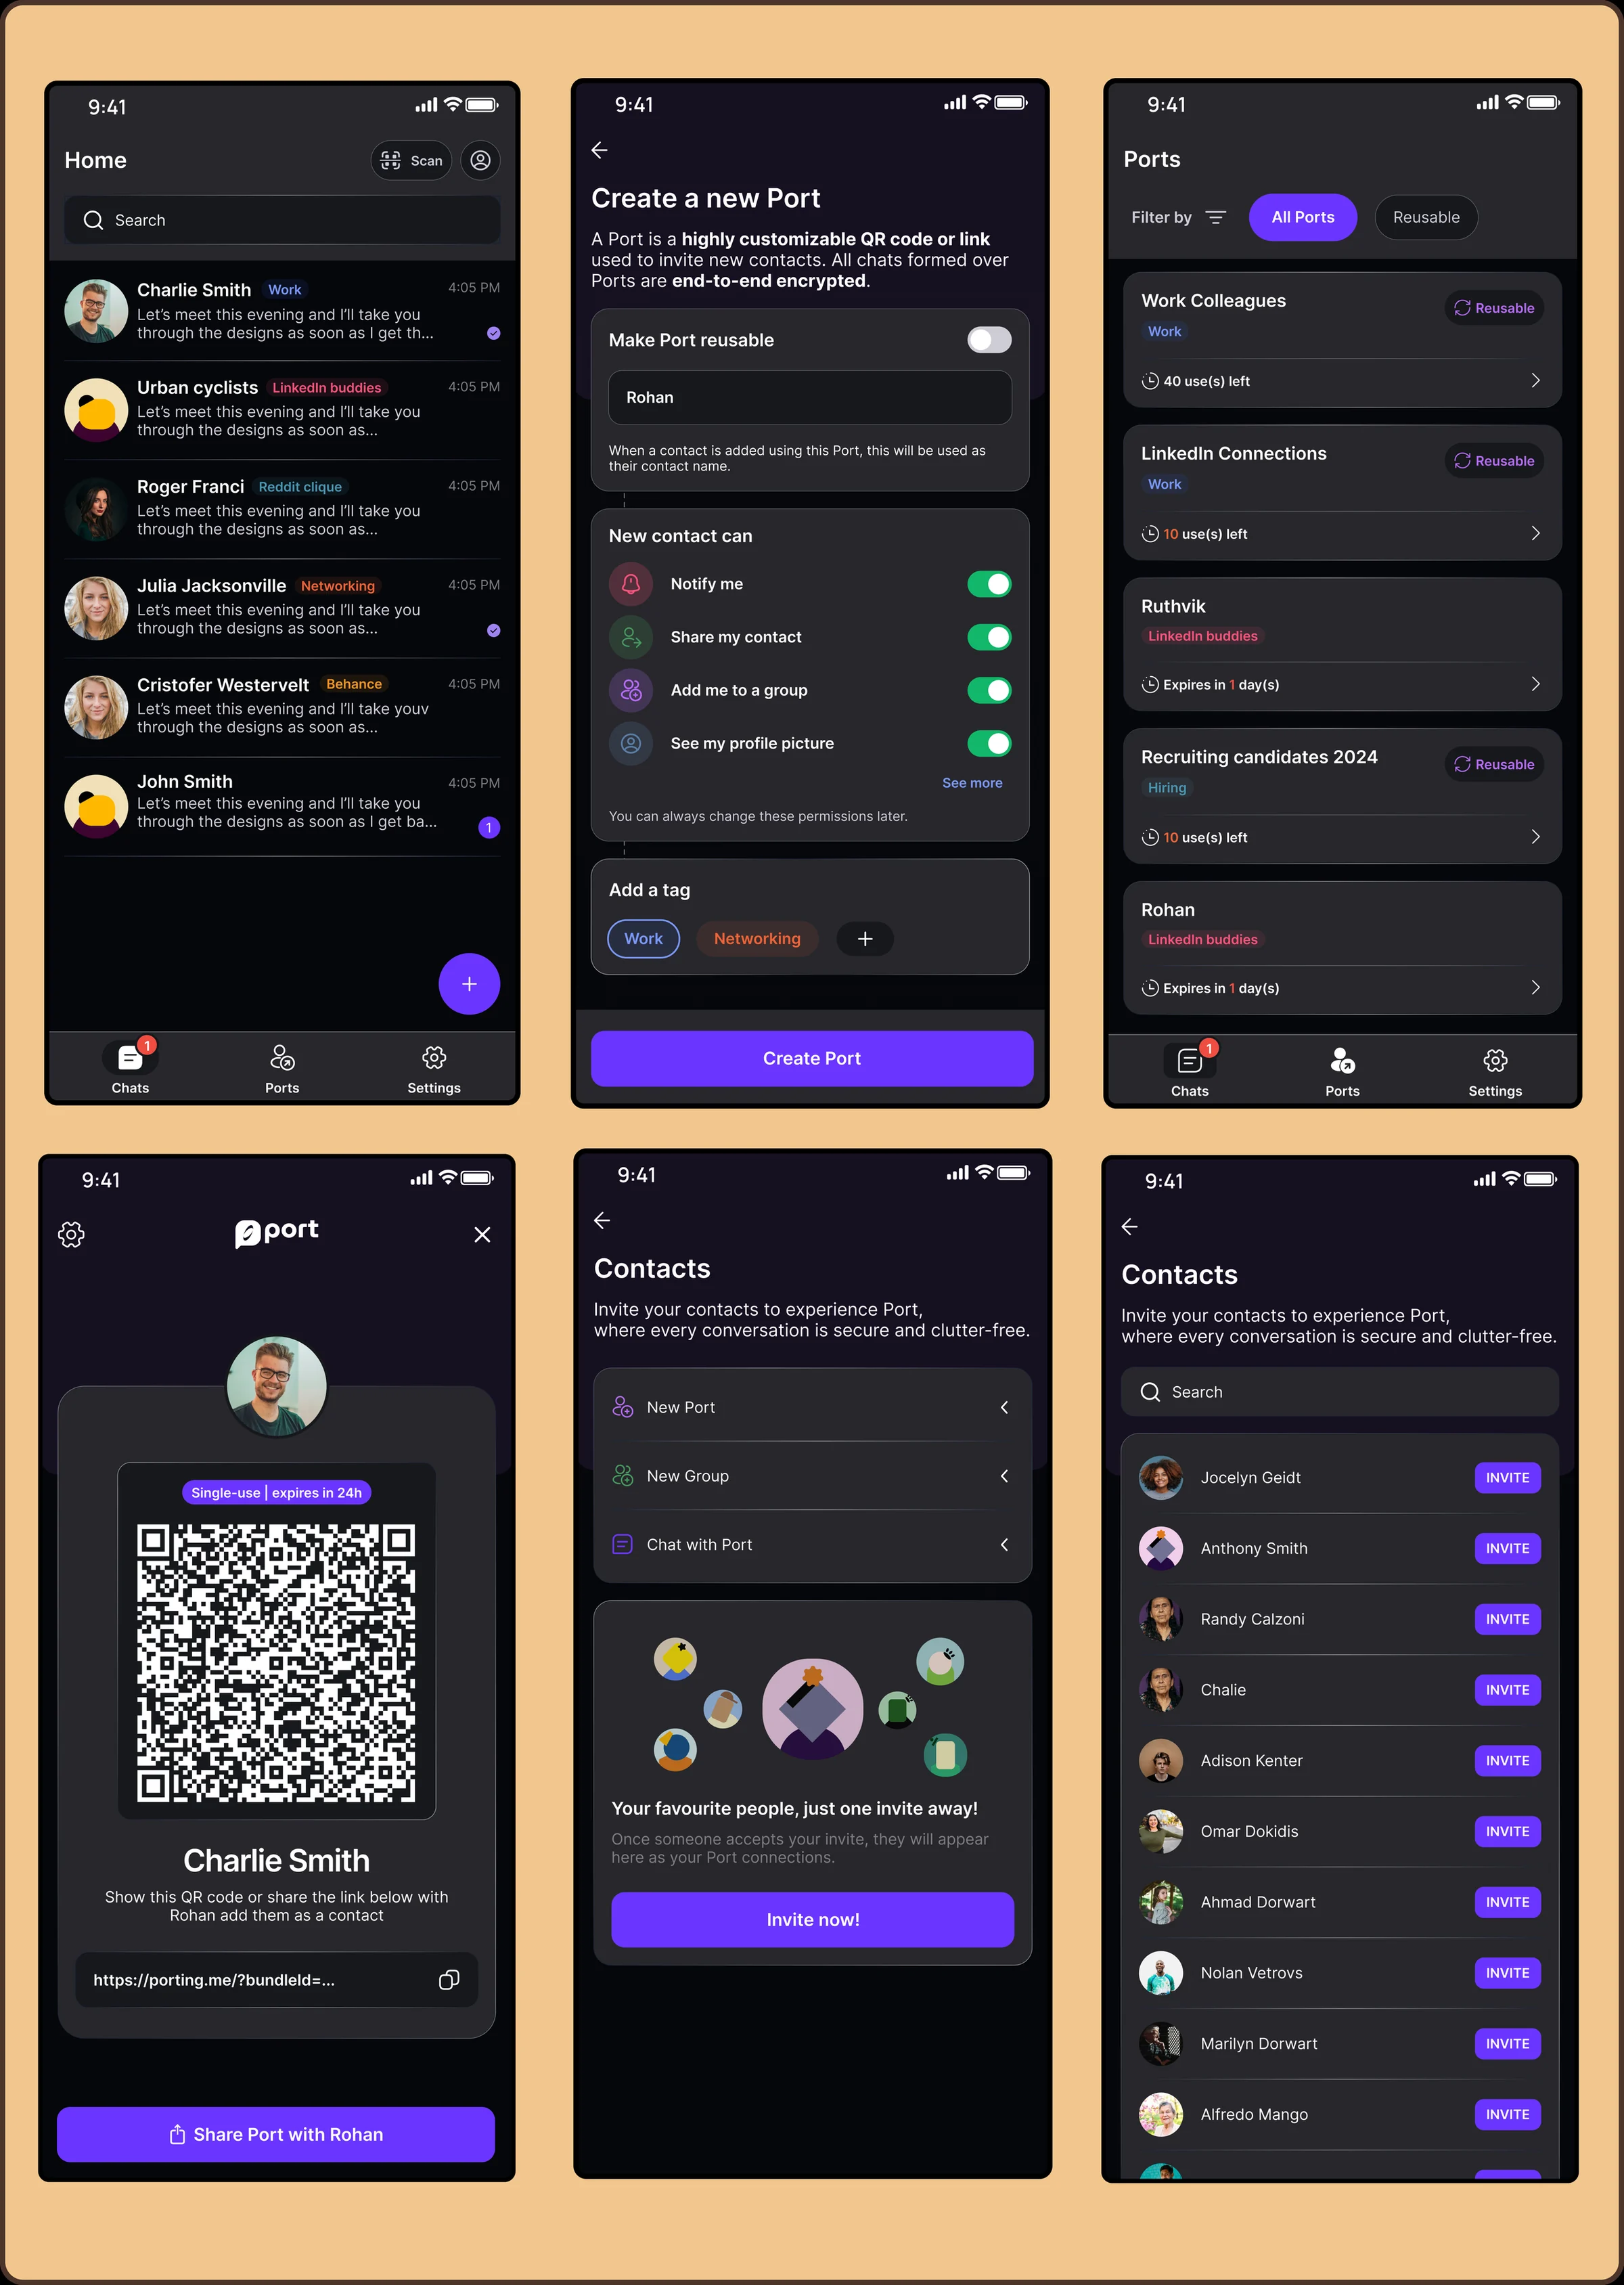 9:41
Home
Scan
Search
Charlie Smith Work 4:05 PM
Let's meet this evening and I'll take you
through the designs as soon as I get th...
Urban cyclists LinkedIn buddies 4:05 PM
Let's meet this evening and I'll take you
through the designs as soon as...
Roger Franci Reddit clique 4:05 PM
Let's meet this evening and I'll take you
through the designs as soon as...
Julia Jacksonville Networking 4:05 PM
Let's meet this evening and I'll take you
through the designs as soon as...
Cristofer Westervelt Behance 4:05 PM
Let's meet this evening and I'll take youv
through the designs as soon as...
John Smith 4:05 PM
Let's meet this evening and I'll take you
through the designs as soon as I get ba...
1
1
Chats Ports Settings
9:41
Create a new Port
A Port is a highly customizable QR code or link
used to invite new contacts. All chats formed over
Ports are end-to-end encrypted.
Make Port reusable
Rohan
When a contact is added using this Port, this will be used as
their contact name.
New contact can
Notify me
Share my contact
Add me to a group
See my profile picture
See more
You can always change these permissions later.
Add a tag
Work Networking
Create Port
9:41
Ports
Filter by All Ports Reusable
Work Colleagues Reusable
Work
40 use(s) left
LinkedIn Connections Reusable
Work
10 use(s) left
Ruthvik
LinkedIn buddies
Expires in 1 day(s)
Recruiting candidates 2024 Reusable
Hiring
10 use(s) left
Rohan
LinkedIn buddies
Expires in 1 day(s)
1
Chats Ports Settings
9:41
port
Single-use | expires in 24h
Charlie Smith
Show this QR code or share the link below with
Rohan add them as a contact
https://porting.me/?bundleId=...
Share Port with Rohan
9:41
Contacts
Invite your contacts to experience Port,
where every conversation is secure and clutter-free.
New Port
New Group
Chat with Port
Your favourite people, just one invite away!
Once someone accepts your invite, they will appear
here as your Port connections.
Invite now!
9:41
Contacts
Invite your contacts to experience Port,
where every conversation is secure and clutter-free.
Search
Jocelyn Geidt INVITE
Anthony Smith INVITE
Randy Calzoni INVITE
Chalie INVITE
Adison Kenter INVITE
Omar Dokidis INVITE
Ahmad Dorwart INVITE
Nolan Vetrovs INVITE
Marilyn Dorwart INVITE
Alfredo Mango INVITE